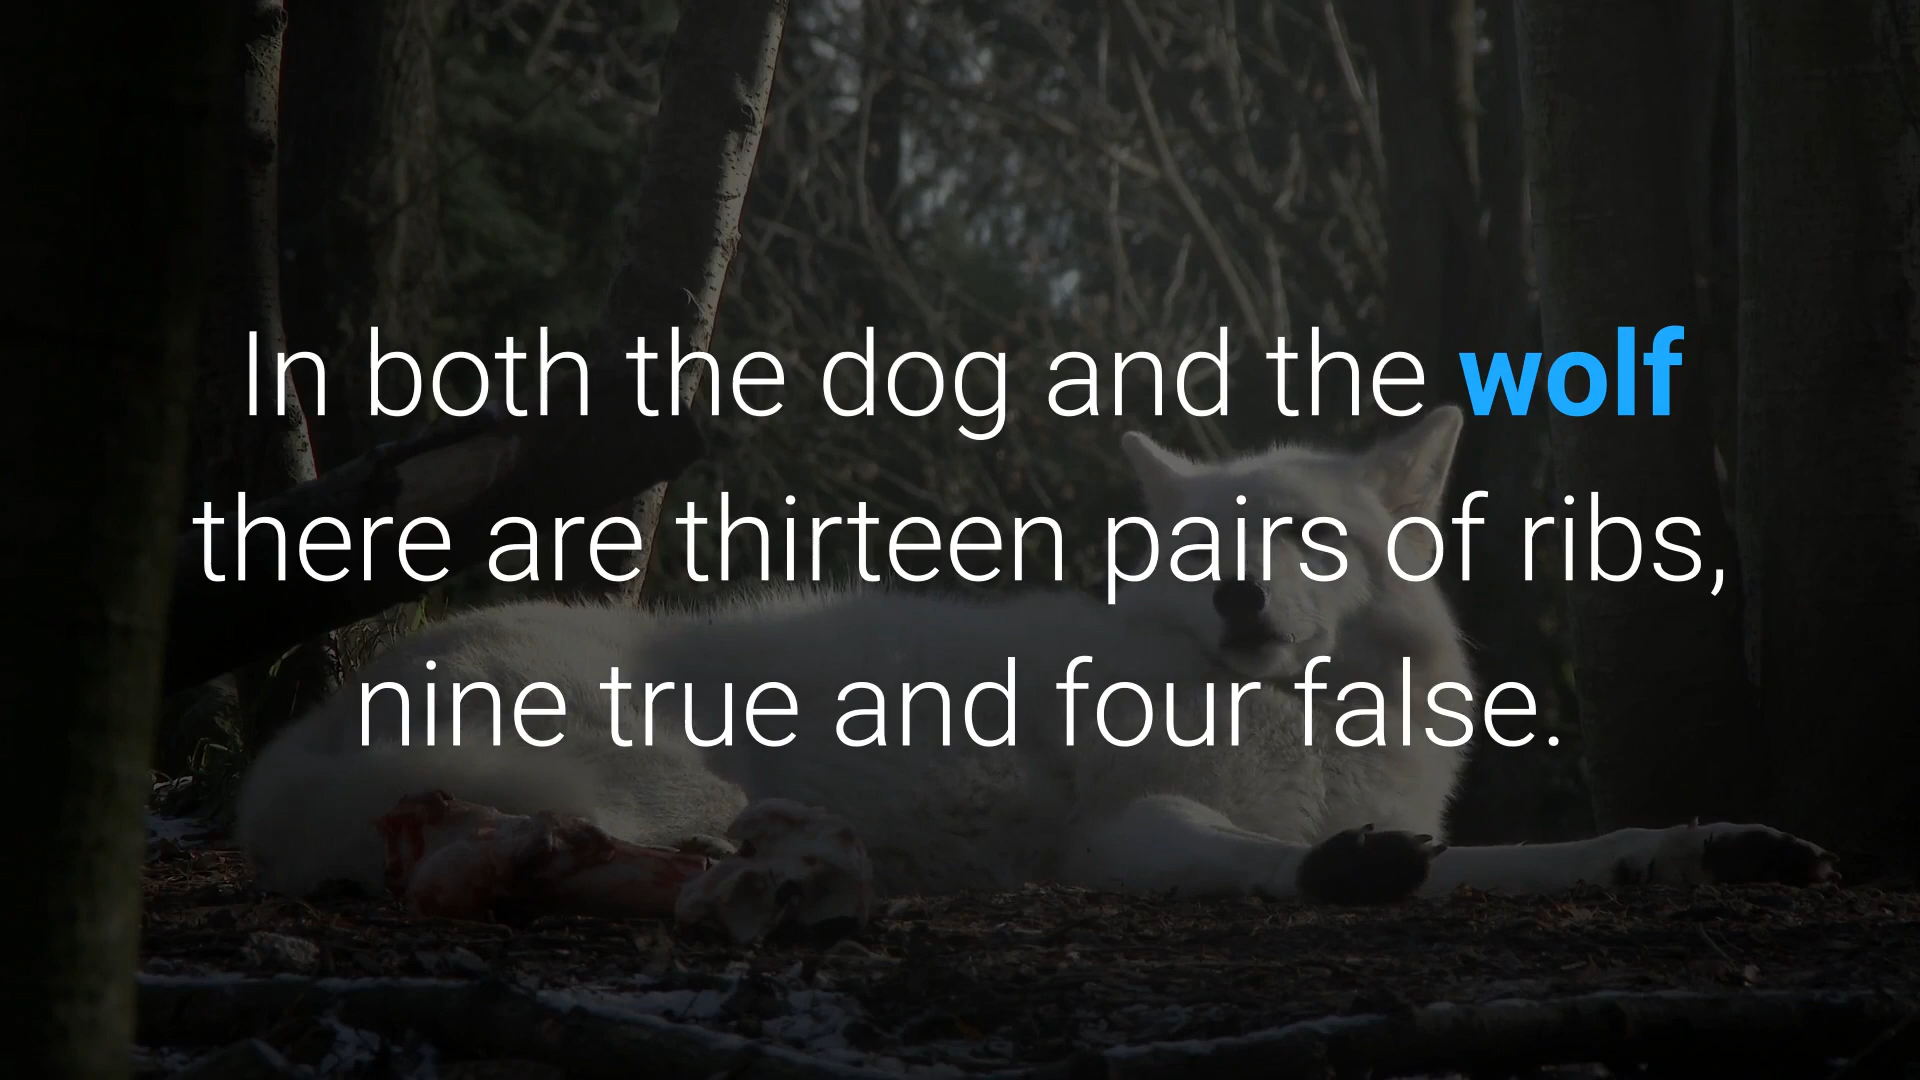 In both the dog and the wolf
there are thirteen pairs of ribs,
nine true and four false.